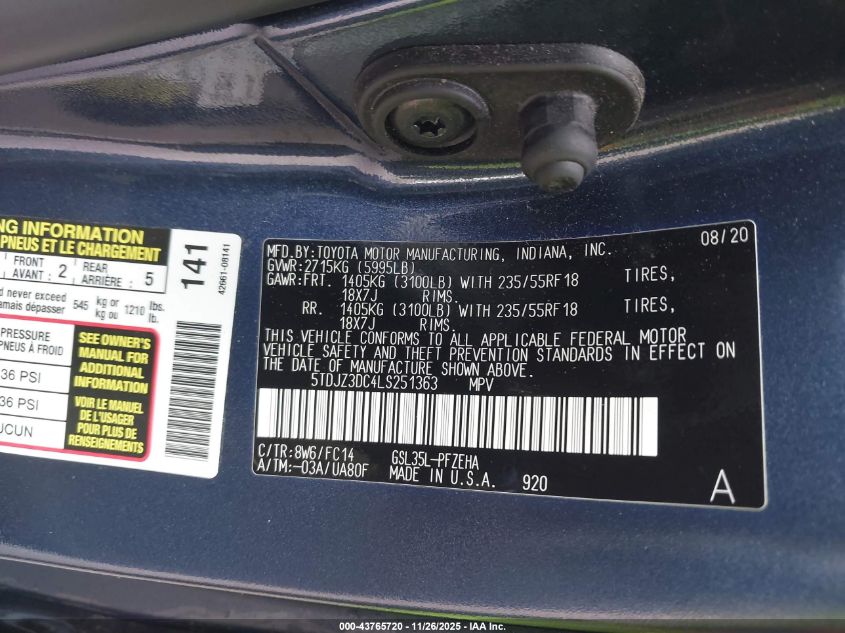 NG INFORMATION
PNEUS ET LE CHARGEMENT
FRONT AVANT : 2 REAR ARRIÈRE : 5
d never exceed
amais dépasser 545 kg or kg ou 1210 lbs. lb.
PRESSURE
PNEUS À FROID
36 PSI
36 PSI
UCUN
SEE OWNER'S
MANUAL FOR
ADDITIONAL
INFORMATION
VOIR LE MANUEL
DE L'USAGER
POUR PLUS DE
RENSEIGNEMENTS
141
42661-08141
MFD.BY:TOYOTA MOTOR MANUFACTURING, INDIANA, INC. 08/20
GVWR:2715KG (5995LB)
GAWR:FRT. 1405KG (3100LB) WITH 235/55RF18 TIRES,
18X7J RIMS.
RR. 1405KG (3100LB) WITH 235/55RF18 TIRES,
18X7J RIMS.
THIS VEHICLE CONFORMS TO ALL APPLICABLE FEDERAL MOTOR
VEHICLE SAFETY AND THEFT PREVENTION STANDARDS IN EFFECT ON
THE DATE OF MANUFACTURE SHOWN ABOVE.
5TDJZ3DC4LS251363 MPV
C/TR:8W6/FC14 GSL35L-PFZEHA
A/TM:-03A/UA80F MADE IN U.S.A. 920 A
000-43765720 - 11/26/2025 - IAA Inc.